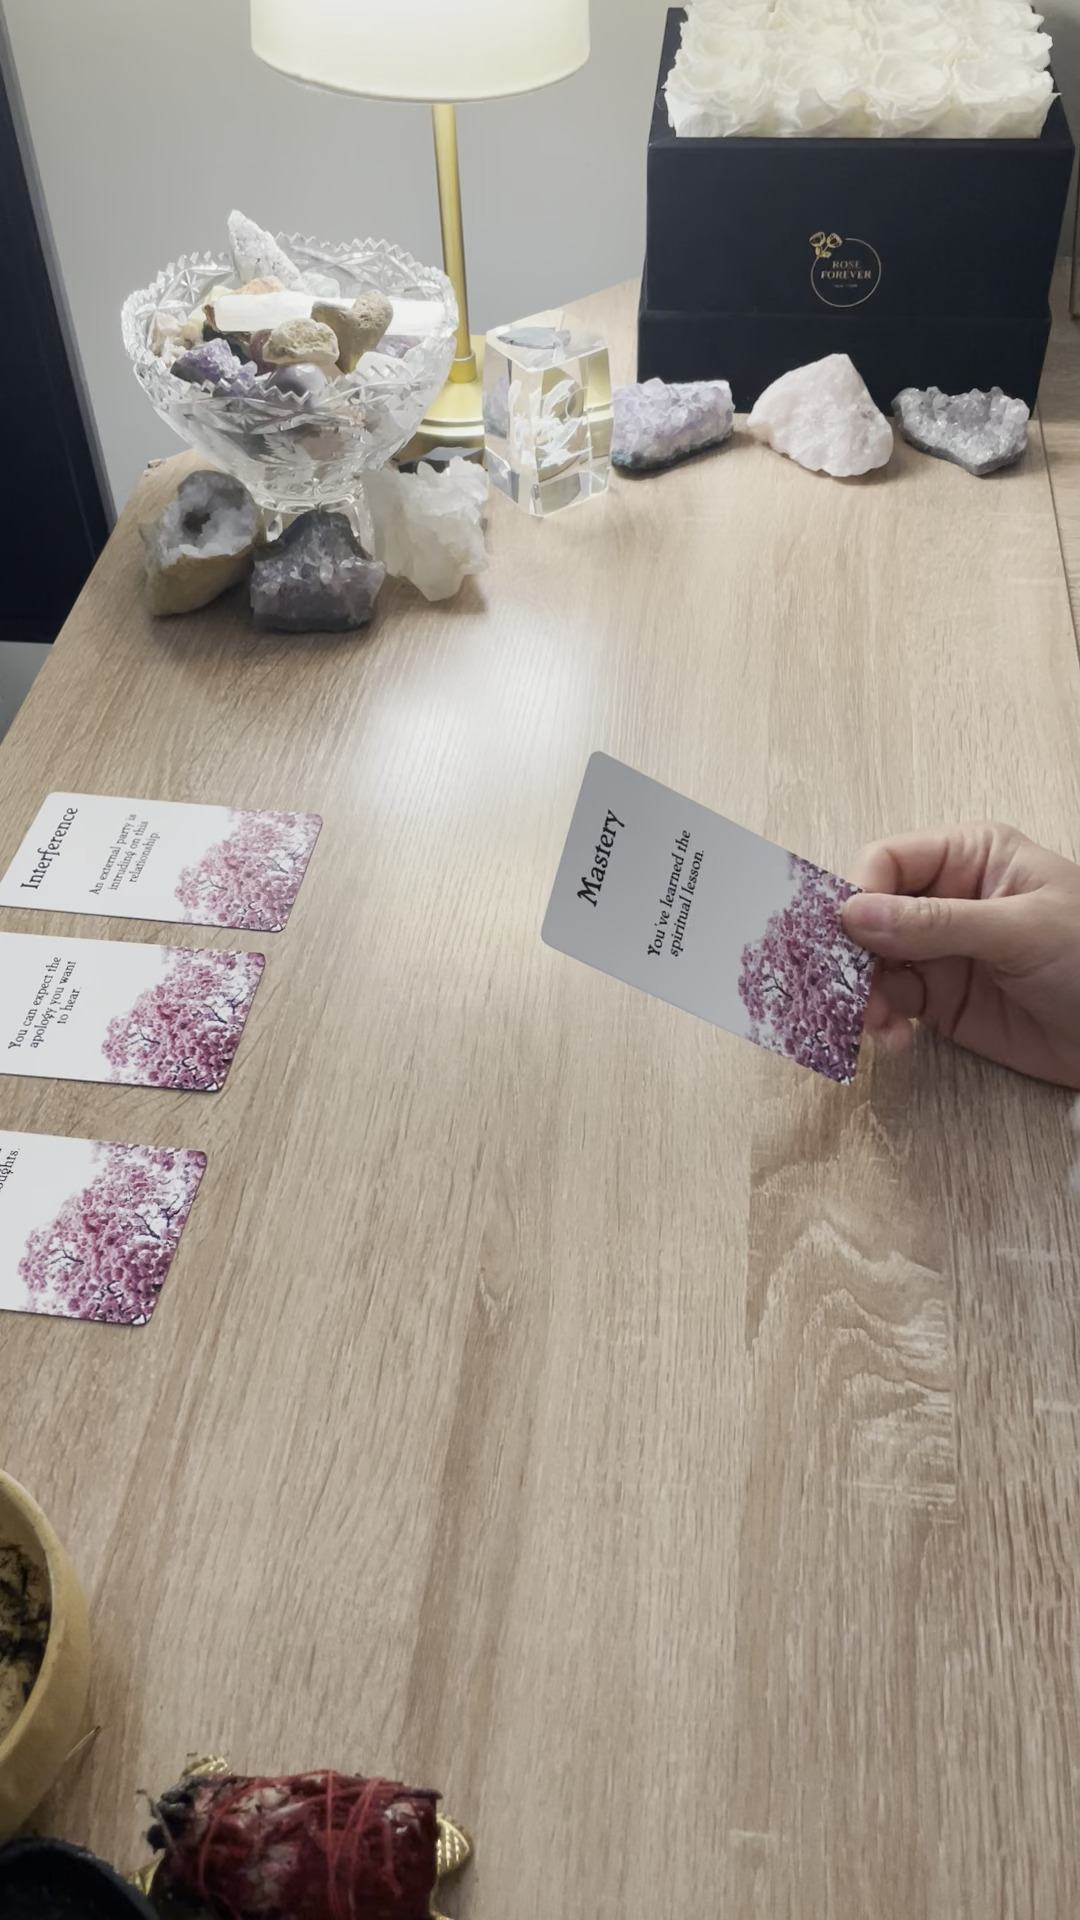 ROSE
FOREVER
Interference
An external party is
intruding on this
relationship
You can expect the
apology you want
to hear.
Mastery
You've learned the
spiritual lesson.